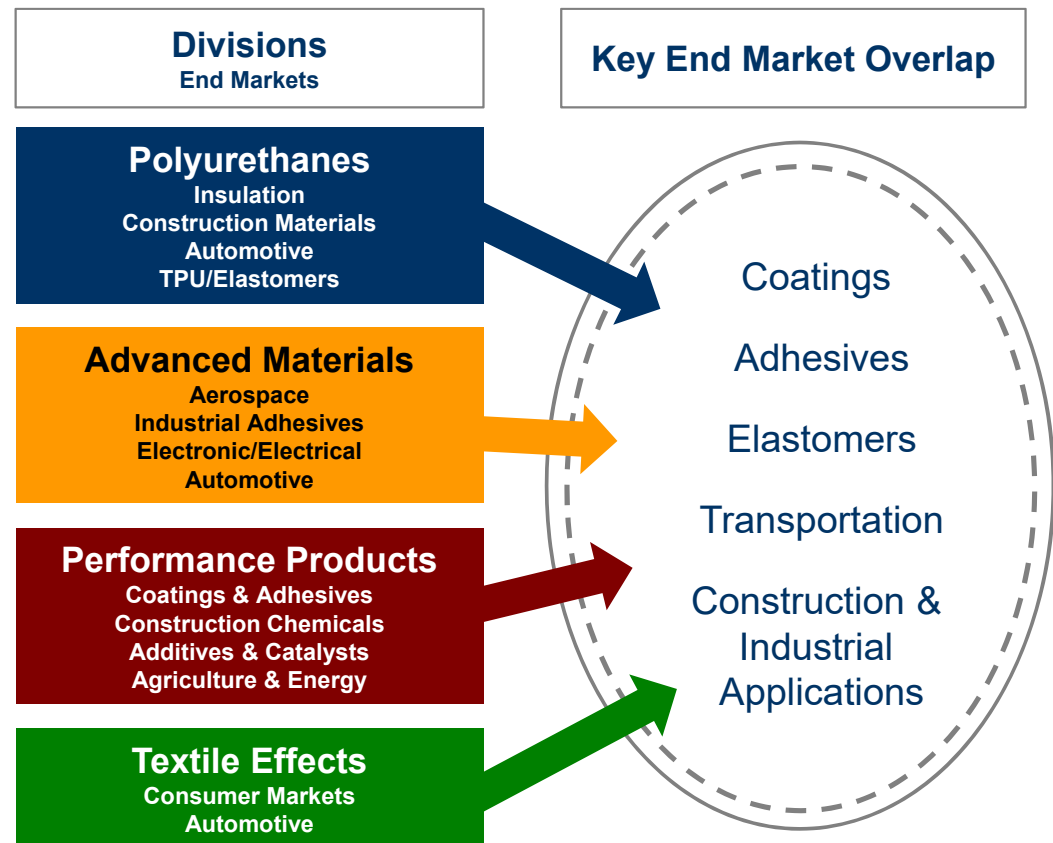 Divisions
End Markets
Key End Market Overlap
Polyurethanes
Insulation
Construction Materials
Automotive
TPU/Elastomers
Advanced Materials
Aerospace
Industrial Adhesives
Electronic/Electrical
Automotive
Performance Products
Coatings & Adhesives
Construction Chemicals
Additives & Catalysts
Agriculture & Energy
Textile Effects
Consumer Markets
Automotive
Coatings
Adhesives
Elastomers
Transportation
Construction &
Industrial
Applications